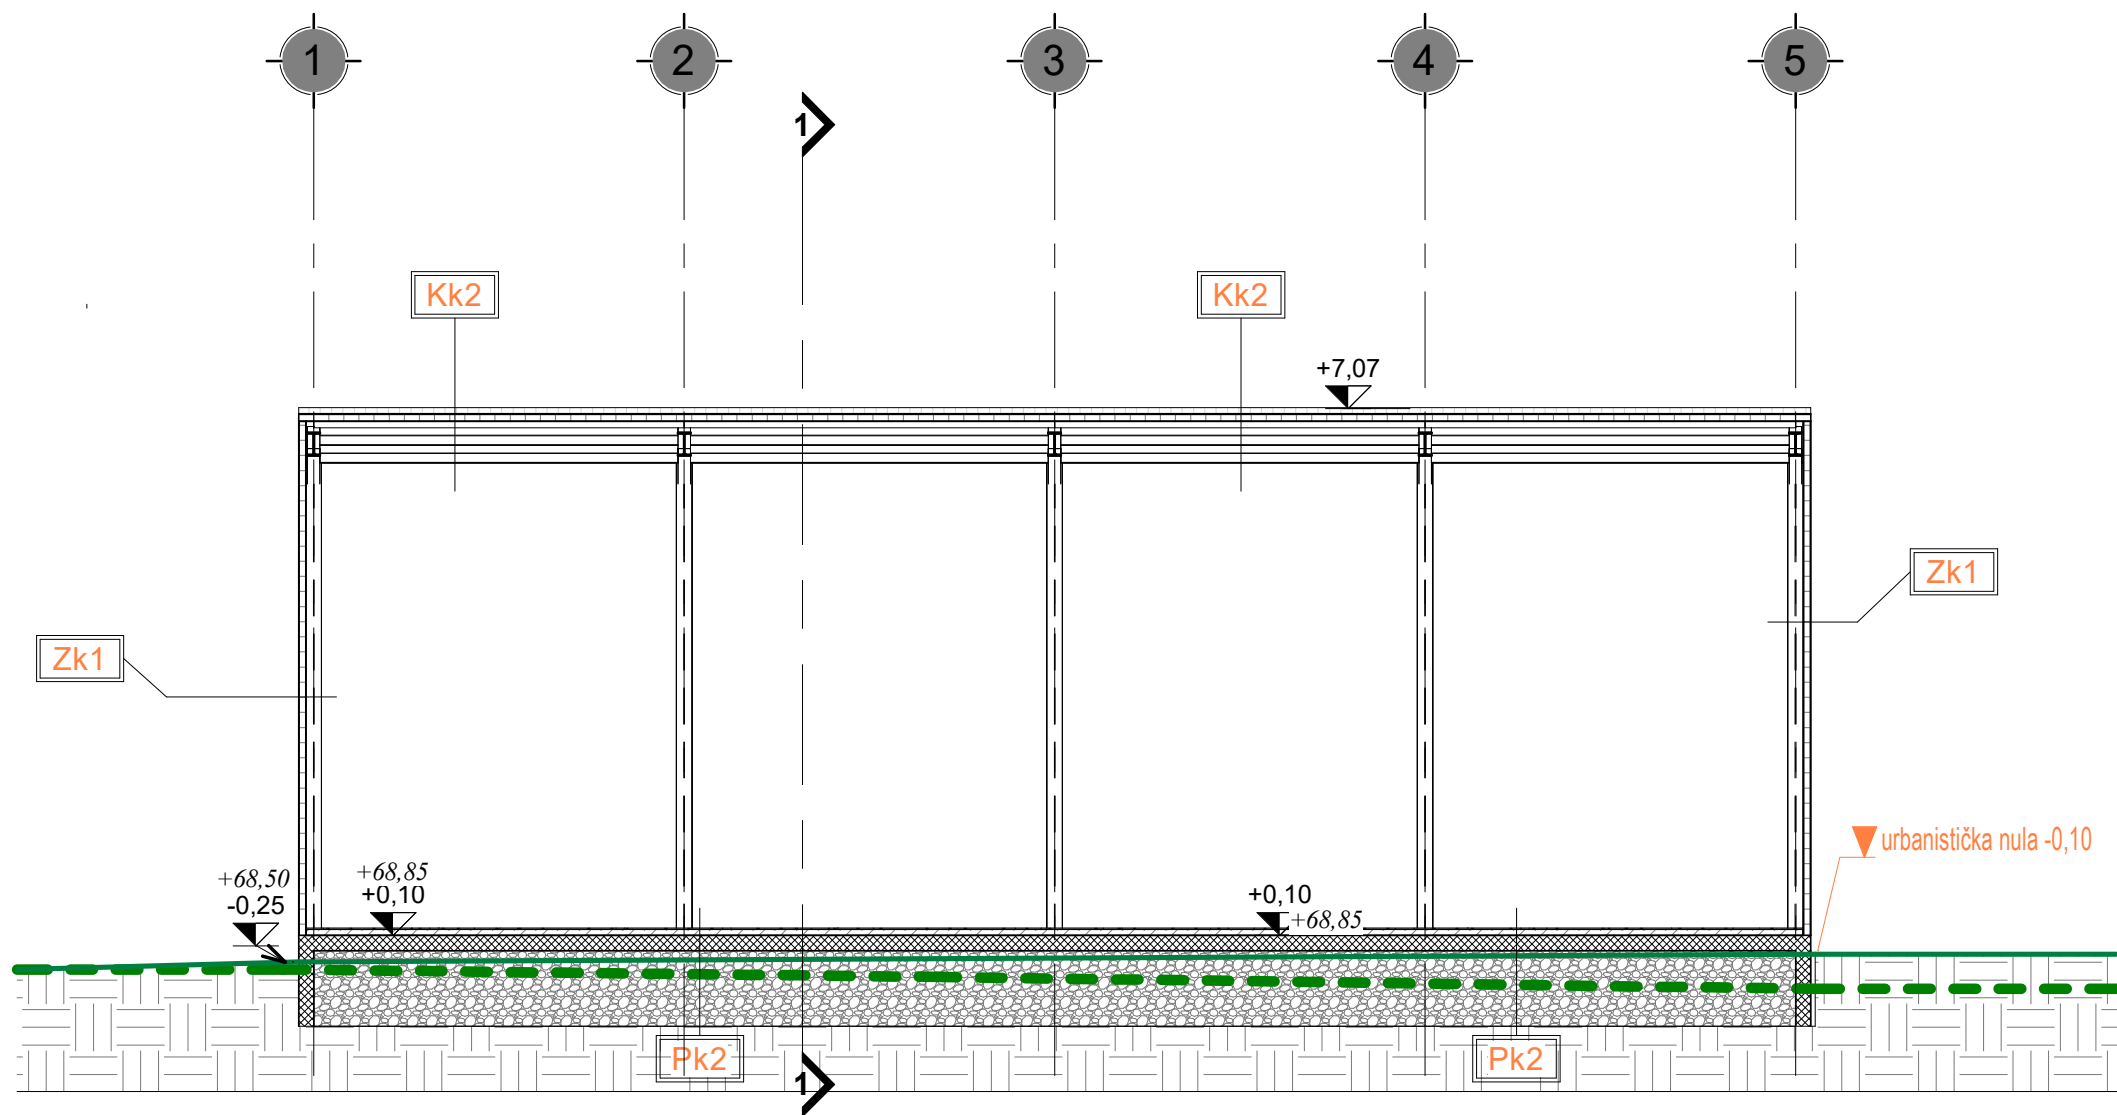 1 2 3 4 5
1
Kk2 Kk2
+7,07
Zk1
Zk1
urbanistička nula -0,10
+68,50
-0,25
+68,85
+0,10
+0,10
+68,85
Pk2 Pk2
1